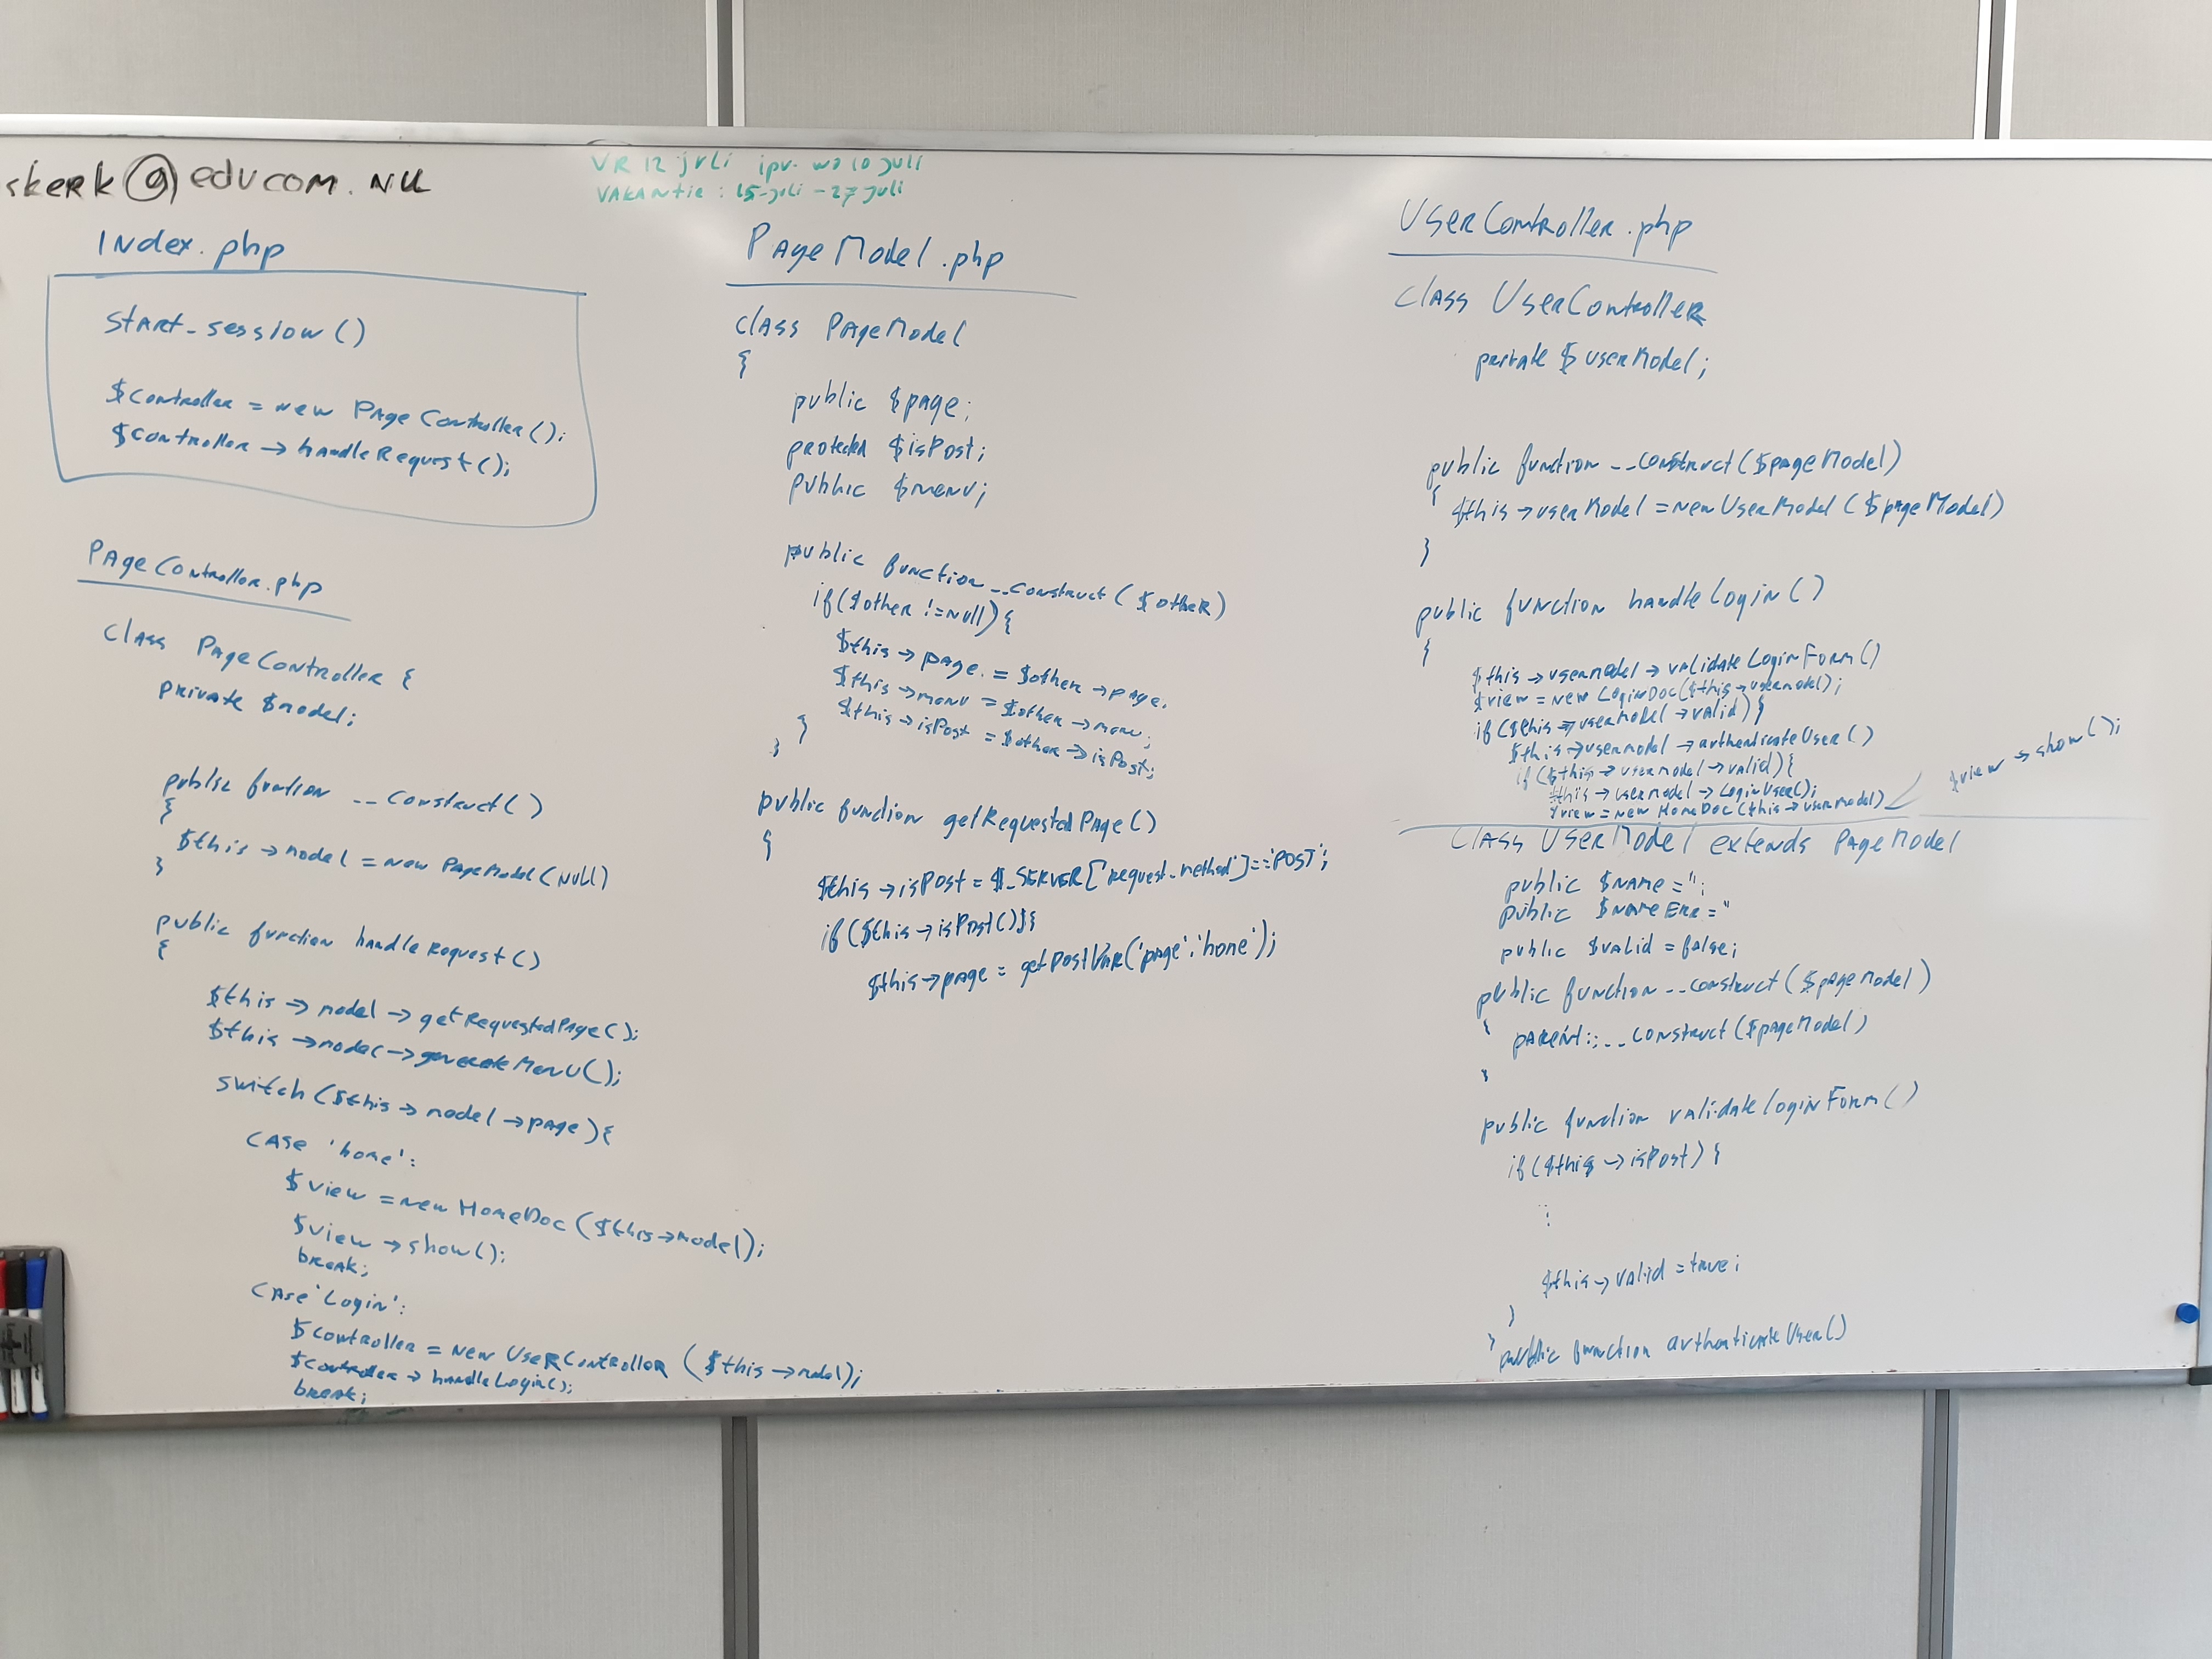 skerk@educom.nu
VR 12 juli ipv. wo 10 juli
VAKANtie : 15-juli - 27 juli
INdex.php
StARt_session()
$controller = new PageController();
$controller → handleRequest();
PageController.php
class PageController {
private $model;
public funtion __construct()
{
$this → model = new PageModel(Null)
}
public function handleRequest()
{
$this → model → getRequestedPage();
$this → model → generateMenu();
switch ($this → model → page) {
CASE 'home':
$view = new HomeDoc ($this → model);
$view → show();
break;
CASE 'Login':
$controller = new UserController ($this → model);
$controller → handleLogin();
break;
PageModel.php
class PageModel
{
public $page;
protected $isPost;
public $menu;
public function __construct($other)
if($other != null) {
$this → page. = $other → page.
$this → menu = $other → menu;
$this → isPost = $other → isPost;
}
}
public function getRequestedPage()
{
$this → isPost = $_SERVER['request_method']=='POST';
if($this → isPost()){
$this → page = getPostVar('page','home');
UserController.php
class UserController
private $userModel;
public function __construct($pageModel)
{
$this → userModel = new UserModel ($pageModel)
}
public function handleLogin()
{
$this → usermodel → validateLoginForm()
$view = new LoginDoc($this → usermodel);
if($this → usermodel → valid) {
$this → usermodel → authenticateUser()
if($this → usermodel → valid) {
$this → usermodel → LoginUser();
$view = new HomeDoc($this → usermodel)
$view → show();
Class UserModel extends PageModel
public $name = '';
public $nameErr = ''
public $valid = false;
public function __construct($pageModel)
{
parent::__construct($pageModel)
}
public function validateLoginForm()
if($this → isPost) {
:
$this → valid = true;
}
}
public function authenticateUser()